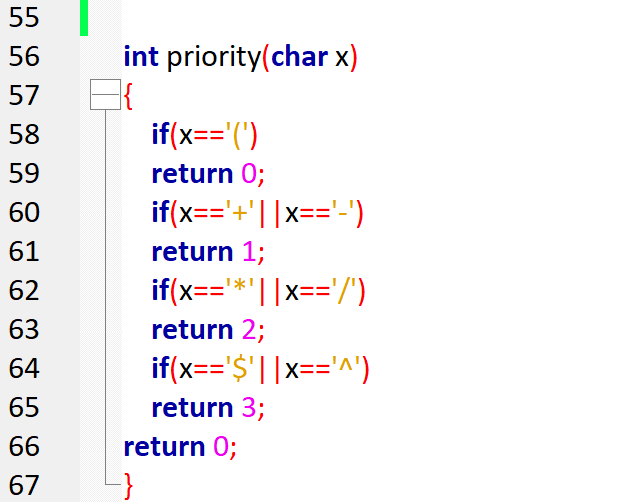 55
56 int priority(char x)
57 {
58 if(x=='(')
59 return 0;
60 if(x=='+'||x=='-')
61 return 1;
62 if(x=='*'||x=='/')
63 return 2;
64 if(x=='$'||x=='^')
65 return 3;
66 return 0;
67 }